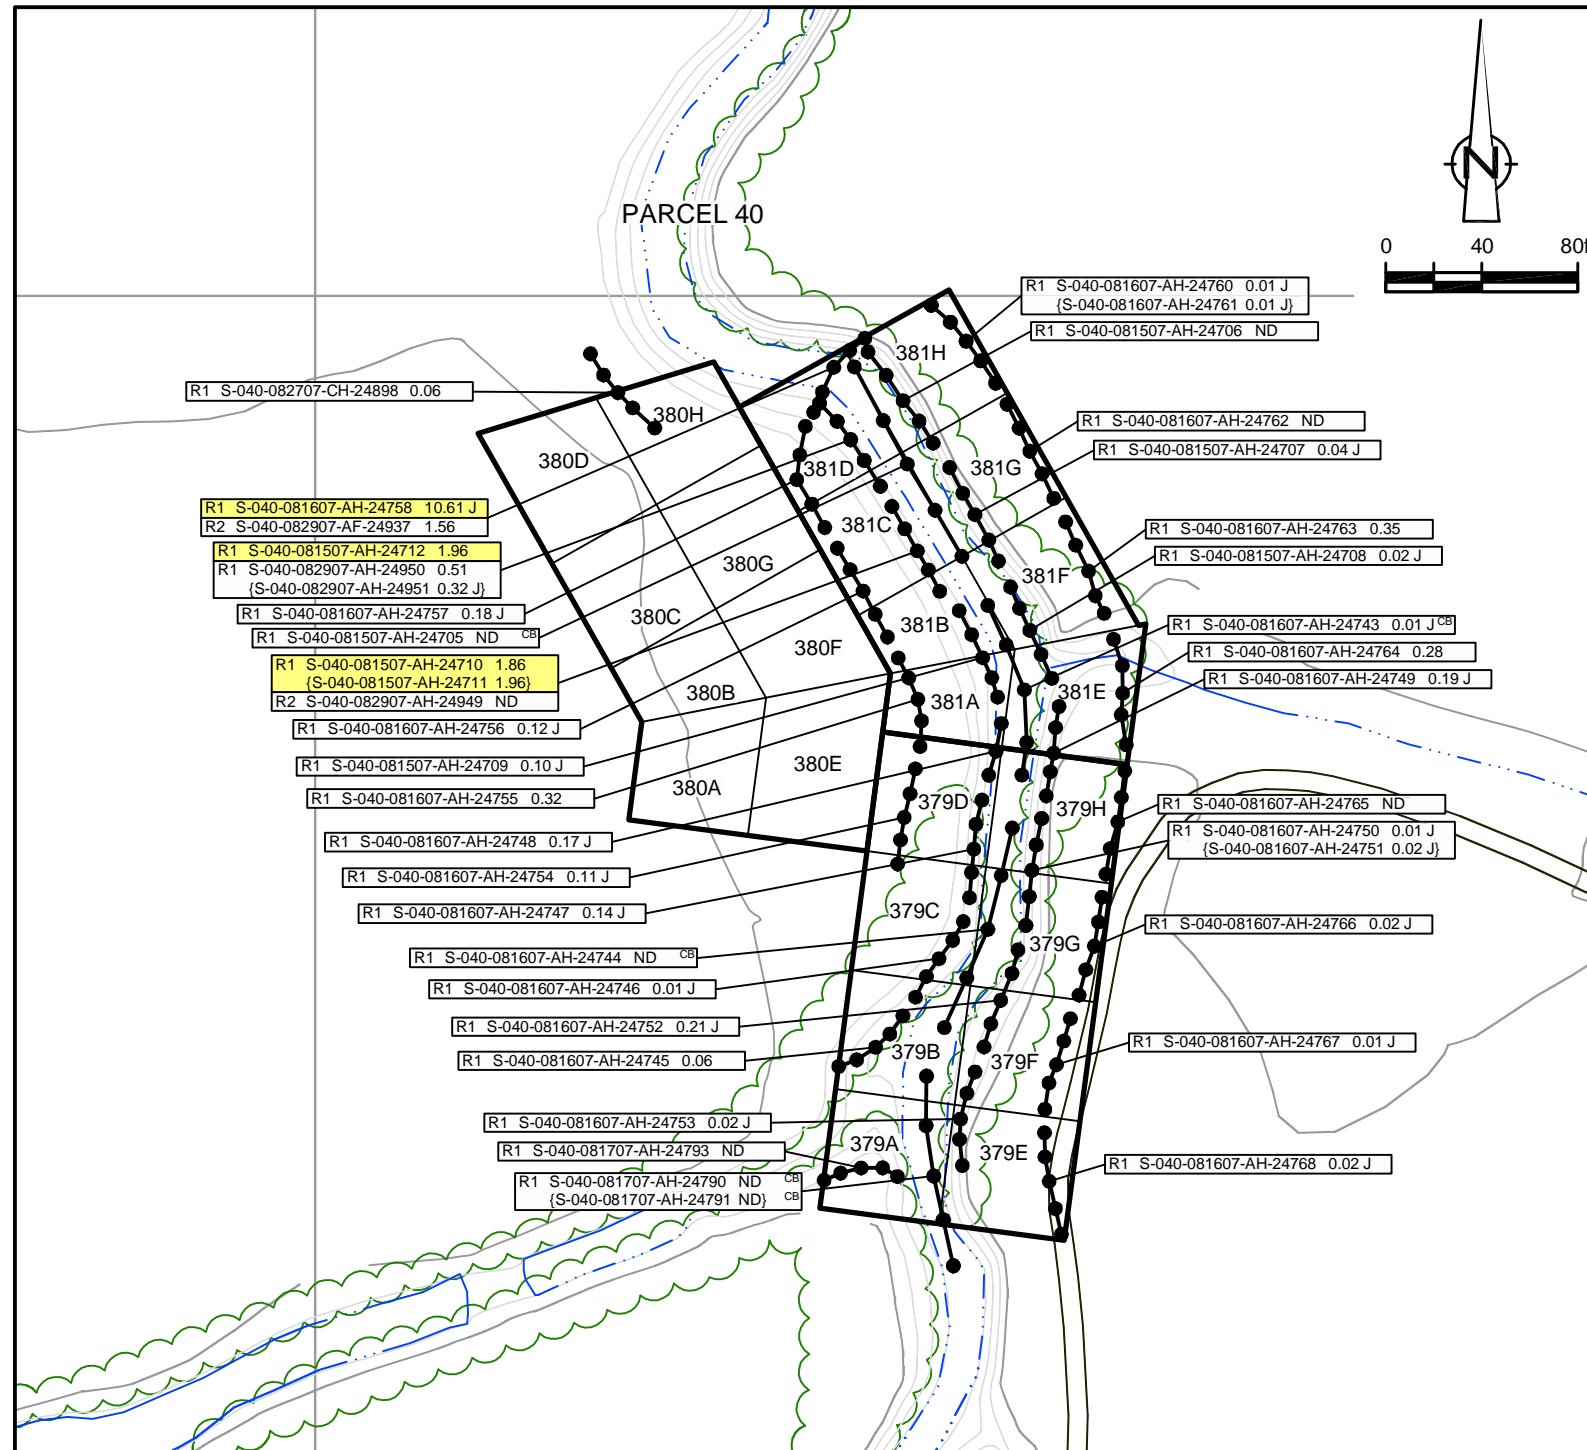 PARCEL 40
N
0 40 80f
R1 S-040-081607-AH-24760 0.01 J
{S-040-081607-AH-24761 0.01 J}
R1 S-040-081507-AH-24706 ND
R1 S-040-082707-CH-24898 0.06
R1 S-040-081607-AH-24762 ND
R1 S-040-081507-AH-24707 0.04 J
R1 S-040-081607-AH-24758 10.61 J
R2 S-040-082907-AF-24937 1.56
R1 S-040-081507-AH-24712 1.96
R1 S-040-082907-AH-24950 0.51
{S-040-082907-AH-24951 0.32 J}
R1 S-040-081607-AH-24757 0.18 J
R1 S-040-081507-AH-24705 ND CB
R1 S-040-081507-AH-24710 1.86
{S-040-081507-AH-24711 1.96}
R2 S-040-082907-AH-24949 ND
R1 S-040-081607-AH-24756 0.12 J
R1 S-040-081507-AH-24709 0.10 J
R1 S-040-081607-AH-24755 0.32
R1 S-040-081607-AH-24748 0.17 J
R1 S-040-081607-AH-24754 0.11 J
R1 S-040-081607-AH-24747 0.14 J
R1 S-040-081607-AH-24744 ND CB
R1 S-040-081607-AH-24746 0.01 J
R1 S-040-081607-AH-24752 0.21 J
R1 S-040-081607-AH-24745 0.06
R1 S-040-081607-AH-24753 0.02 J
R1 S-040-081707-AH-24793 ND
R1 S-040-081707-AH-24790 ND CB
{S-040-081707-AH-24791 ND} CB
R1 S-040-081607-AH-24763 0.35
R1 S-040-081507-AH-24708 0.02 J
R1 S-040-081607-AH-24743 0.01 J CB
R1 S-040-081607-AH-24764 0.28
R1 S-040-081607-AH-24749 0.19 J
R1 S-040-081607-AH-24765 ND
R1 S-040-081607-AH-24750 0.01 J
{S-040-081607-AH-24751 0.02 J}
R1 S-040-081607-AH-24766 0.02 J
R1 S-040-081607-AH-24767 0.01 J
R1 S-040-081607-AH-24768 0.02 J
381H
380H
380D
381D
381G
381C
380G
381F
380C
381B
380F
380B
381A
381E
380E
380A
379D
379H
379C
379G
379B
379F
379A
379E